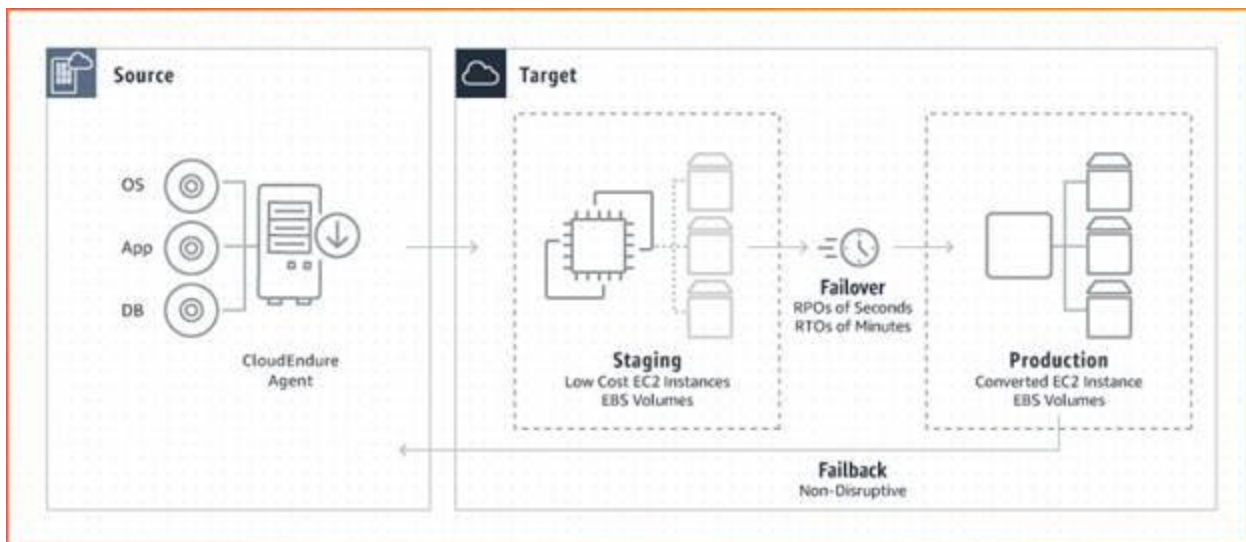 Source
Target
OS
App
DB
CloudEndure
Agent
Staging
Low Cost EC2 Instances
EBS Volumes
Failover
RPOs of Seconds
RTOs of Minutes
Production
Converted EC2 Instance
EBS Volumes
Failback
Non-Disruptive